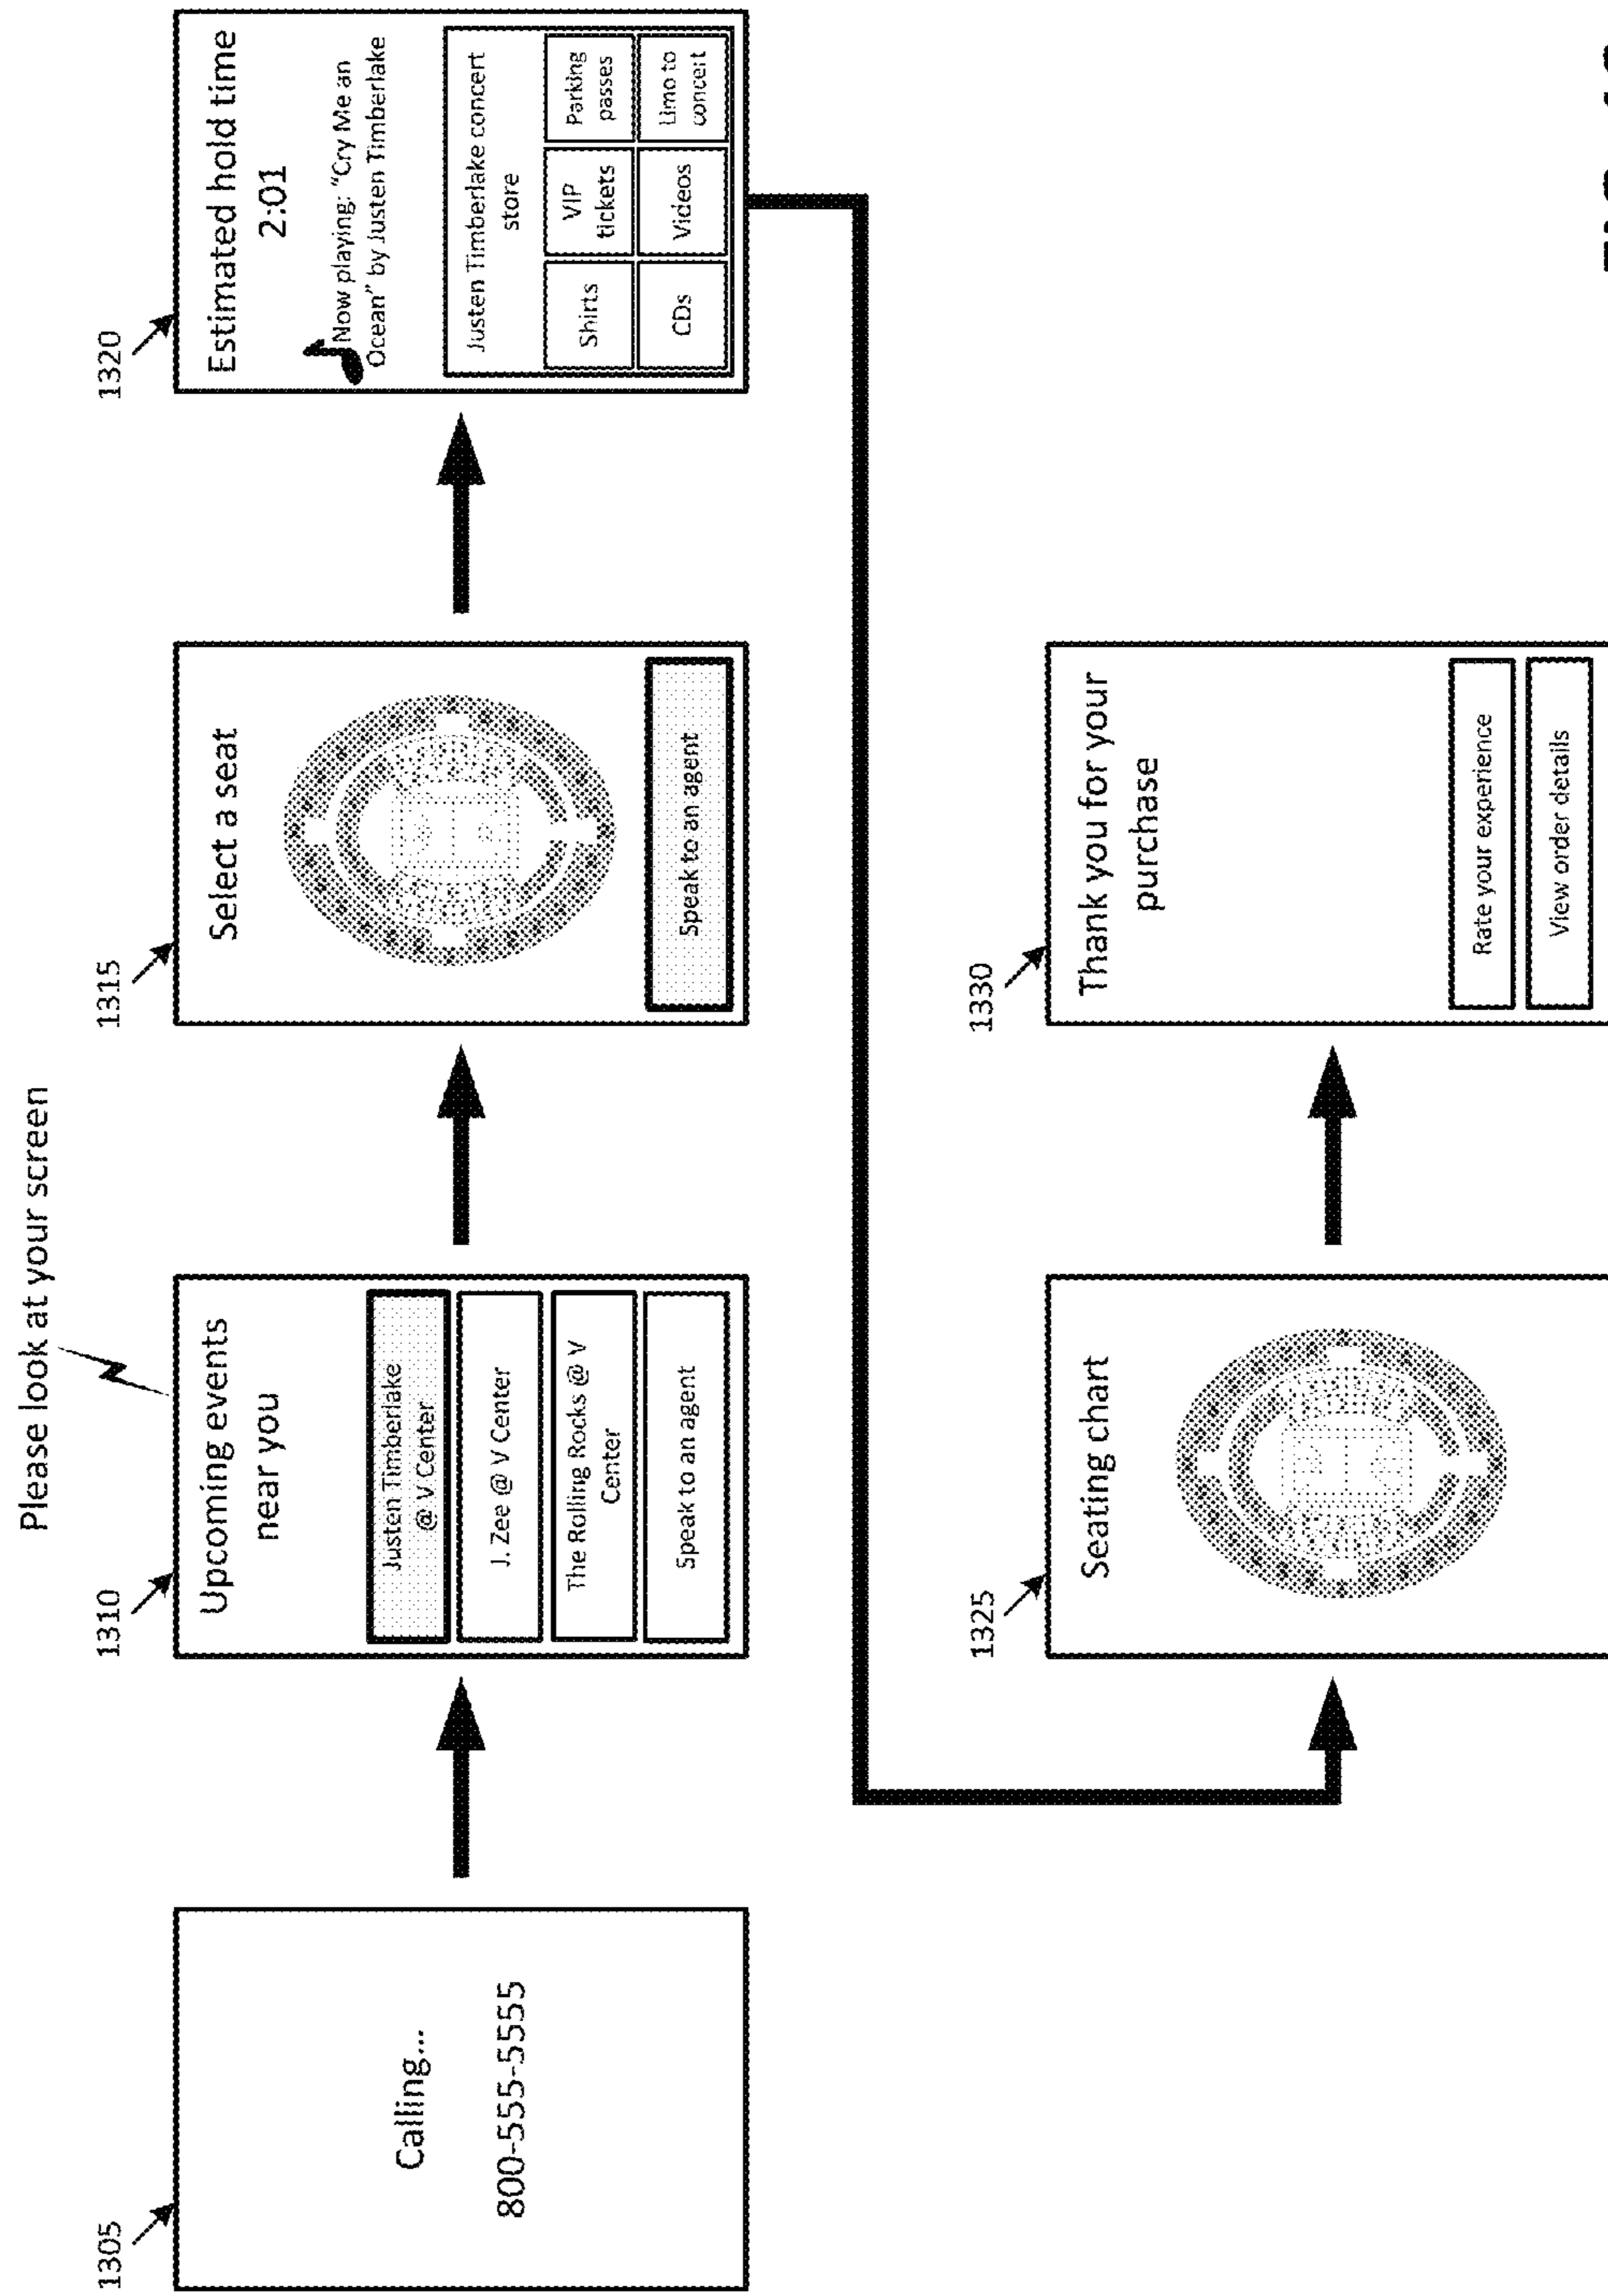 Please look at your screen
1305
Calling...
800-555-5555
1310
Upcoming events
near you
Justen Timberlake
@ V Center
J. Zee @ V Center
The Rolling Rocks @ V
Center
Speak to an agent
1315
Select a seat
Speak to an agent
1320
Estimated hold time
2:01
Now playing: "Cry Me an
Ocean" by Justen Timberlake
Justen Timberlake concert
store
Shirts
VIP
tickets
Parking
passes
CDs
Videos
Limo to
concert
1325
Seating chart
1330
Thank you for your
purchase
Rate your experience
View order details